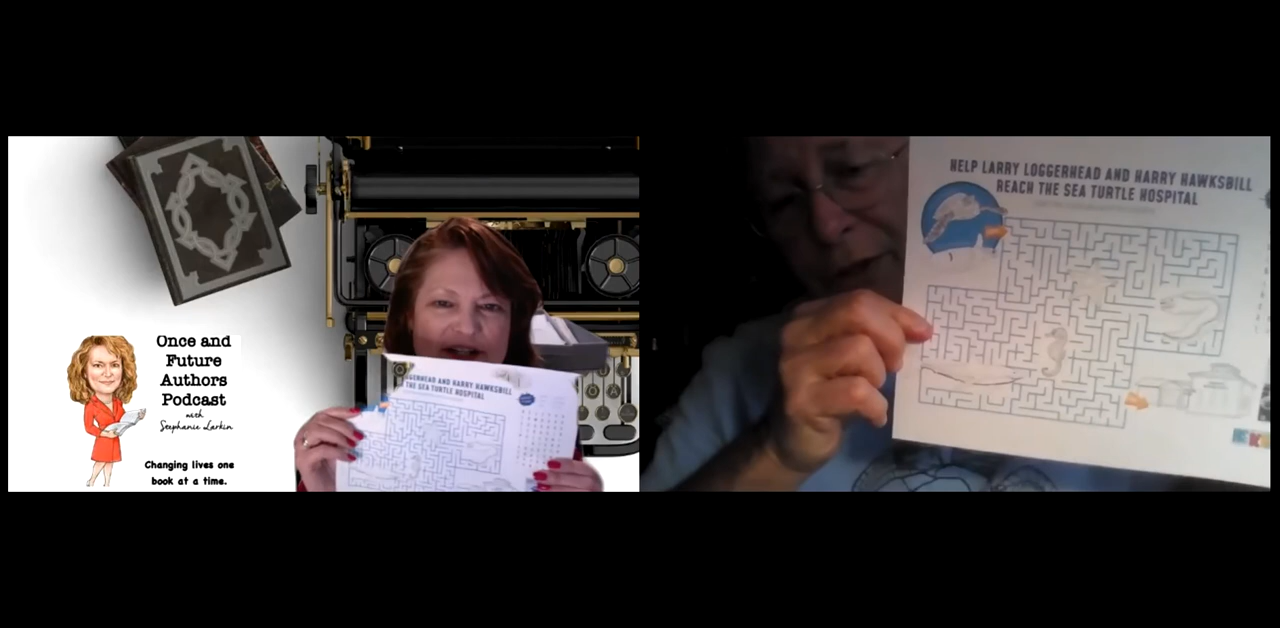 Once and
Future
Authors
Podcast
with
Stephanie Larkin
Changing lives one
book at a time.
GERHEAD AND HARRY HAWKSBILL
THE SEA TURTLE HOSPITAL
HELP LARRY LOGGERHEAD AND HARRY HAWKSBILL
REACH THE SEA TURTLE HOSPITAL